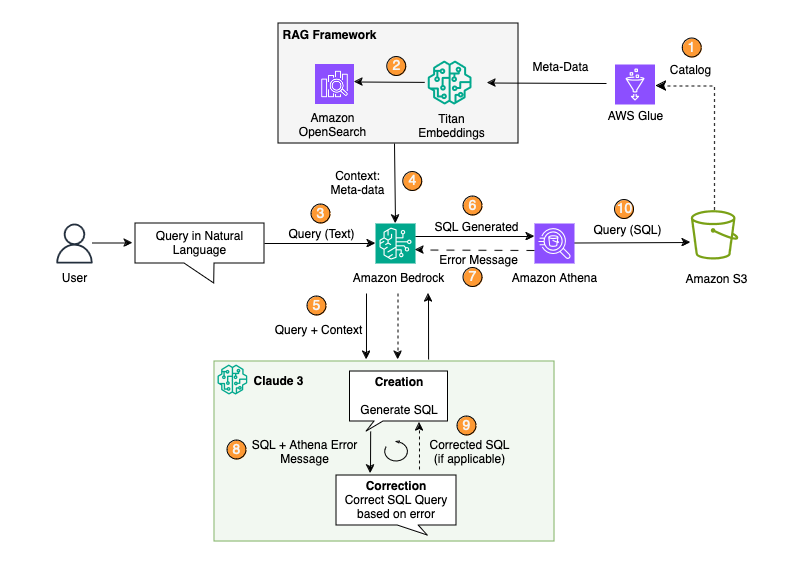 RAG Framework
1
Catalog
2
Meta-Data
Amazon
OpenSearch
Titan
Embeddings
AWS Glue
Context:
Meta-data
4
3
Query (Text)
6
SQL Generated
10
Query (SQL)
Query in Natural
Language
Error Message
7
User
Amazon Bedrock
Amazon Athena
Amazon S3
5
Query + Context
Claude 3
Creation
Generate SQL
8
SQL + Athena Error
Message
9
Corrected SQL
(if applicable)
Correction
Correct SQL Query
based on error